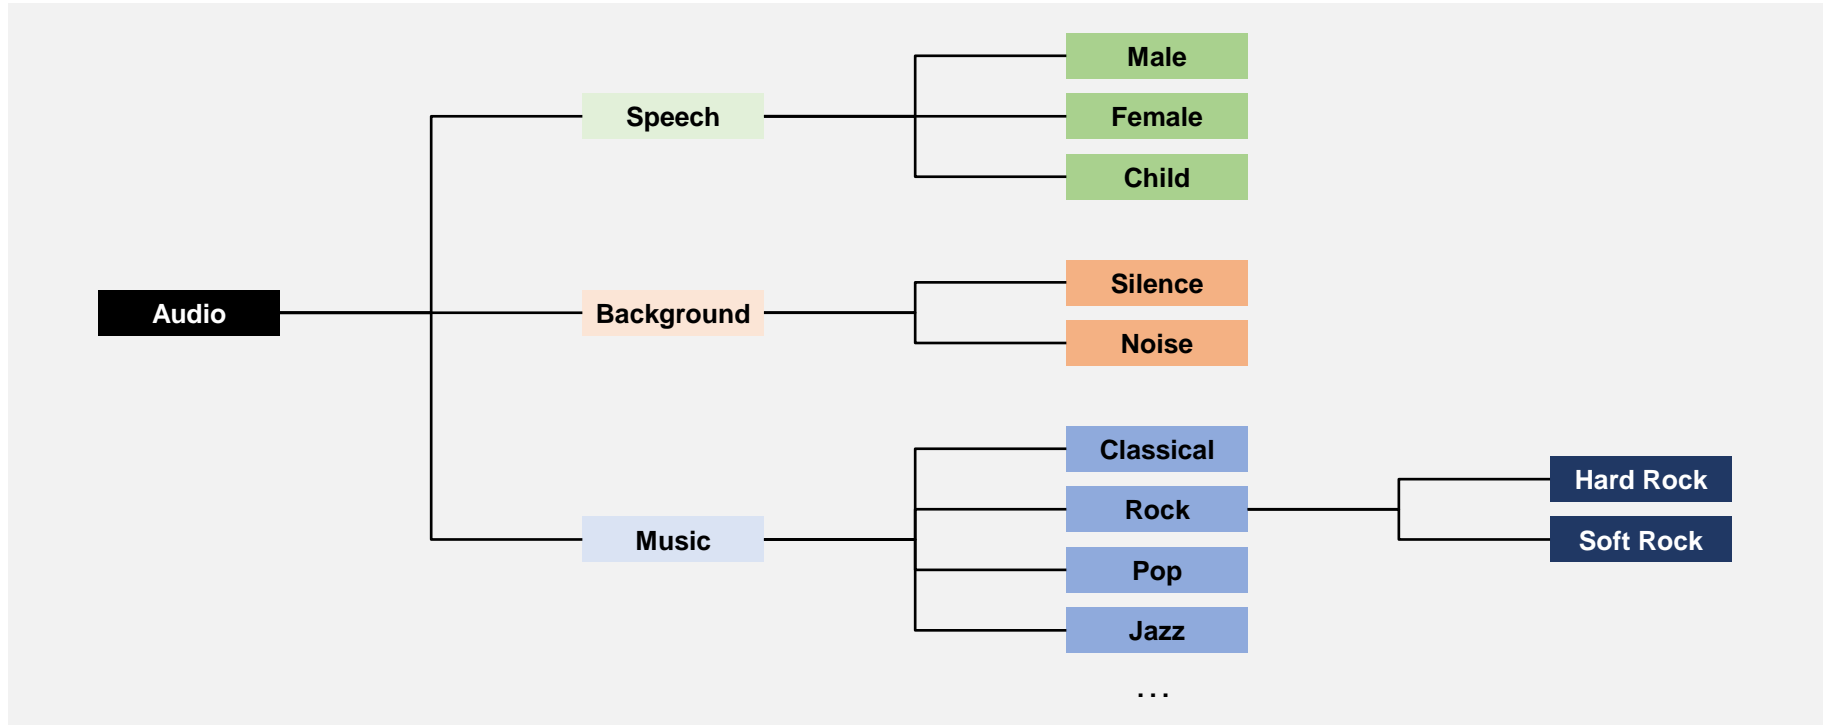 Audio
Speech
Male
Female
Child
Background
Silence
Noise
Music
Classical
Rock
Hard Rock
Soft Rock
Pop
Jazz
...